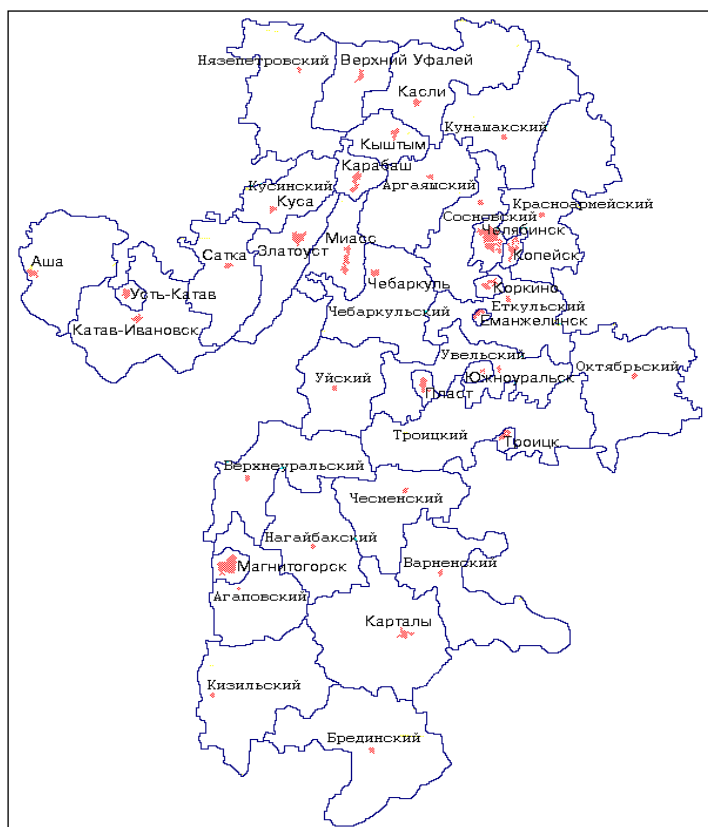 Нязепетровский
Верхний Уфалей
Касли
Кунашакский
Кыштым
Карабаш
Аргаяшский
Кусинский
Куса
Красноармейский
Сосновский
Челябинск
Копейск
Миасс
Златоуст
Сатка
Аша
Чебаркуль
Усть-Катав
Коркино
Еткульский
Чебаркульский
Еманжелинск
Катав-Ивановск
Увельский
Октябрьский
Уйский
Южноуральск
Пласт
Троицкий
Троицк
Верхнеуральский
Чесменский
Нагайбакский
Варненский
Магнитогорск
Агаповский
Карталы
Кизильский
Брединский